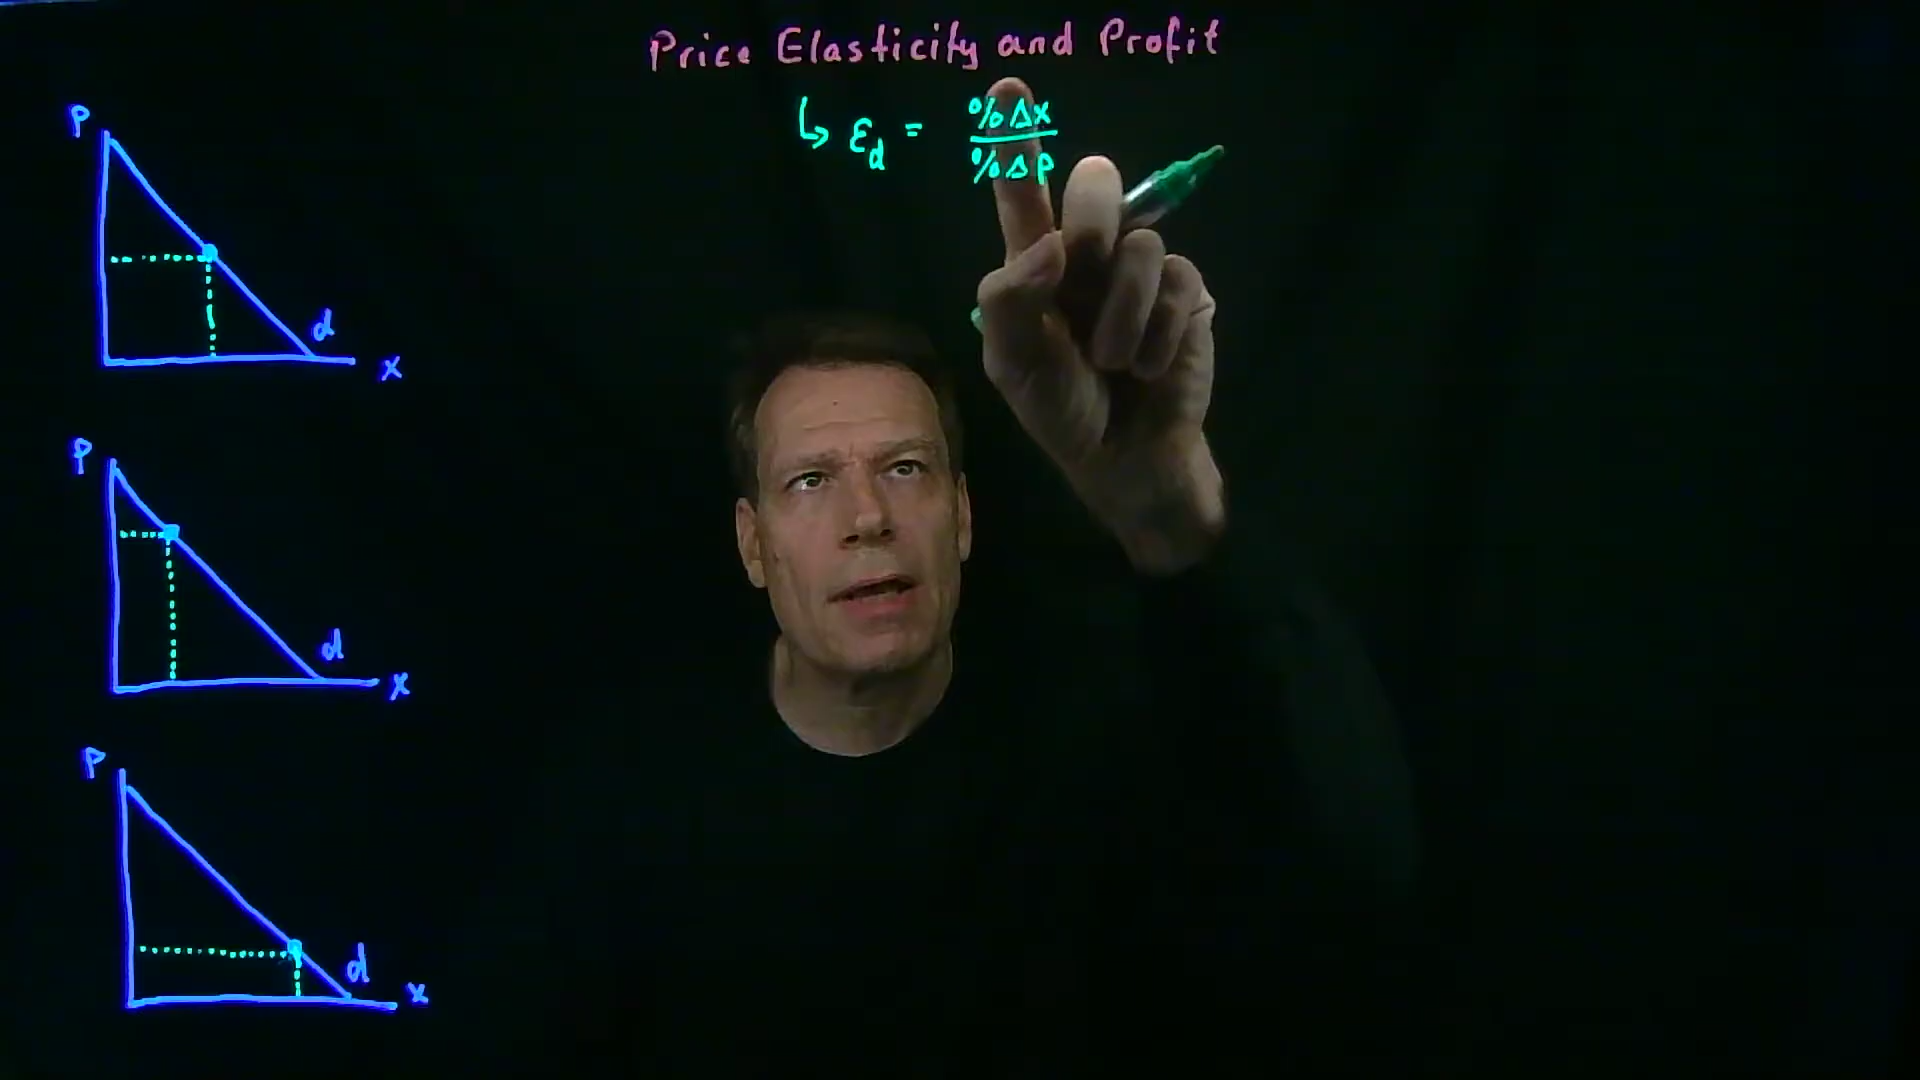 Price Elasticity and Profit
↳ εd = %Δx / %Δp
P
d
x
P
d
x
P
d
x